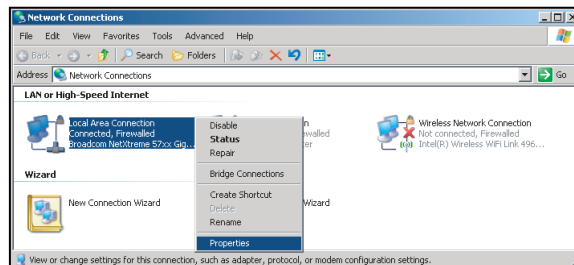 Network Connections
File Edit View Favorites Tools Advanced Help
Back Search Folders
Address Network Connections Go
LAN or High-Speed Internet
Local Area Connection
Connected, Firewalled
Broadcom NetXtreme 57xx Gig...
Disable
Status
Repair
Bridge Connections
Create Shortcut
Delete
Rename
Properties
n
ewalled
ter
Wireless Network Connection
Not connected, Firewalled
Intel(R) Wireless WiFi Link 496...
Wizard
New Connection Wizard
Wizard
View or change settings for this connection, such as adapter, protocol, or modem configuration settings.